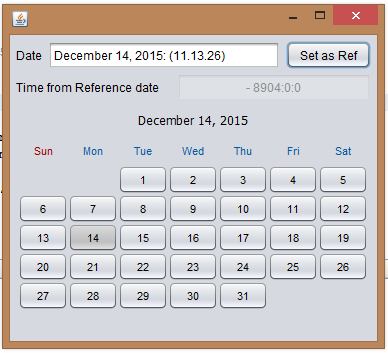 Date December 14, 2015: (11.13.26) Set as Ref
Time from Reference date - 8904:0:0
December 14, 2015
Sun Mon Tue Wed Thu Fri Sat
1 2 3 4 5
6 7 8 9 10 11 12
13 14 15 16 17 18 19
20 21 22 23 24 25 26
27 28 29 30 31